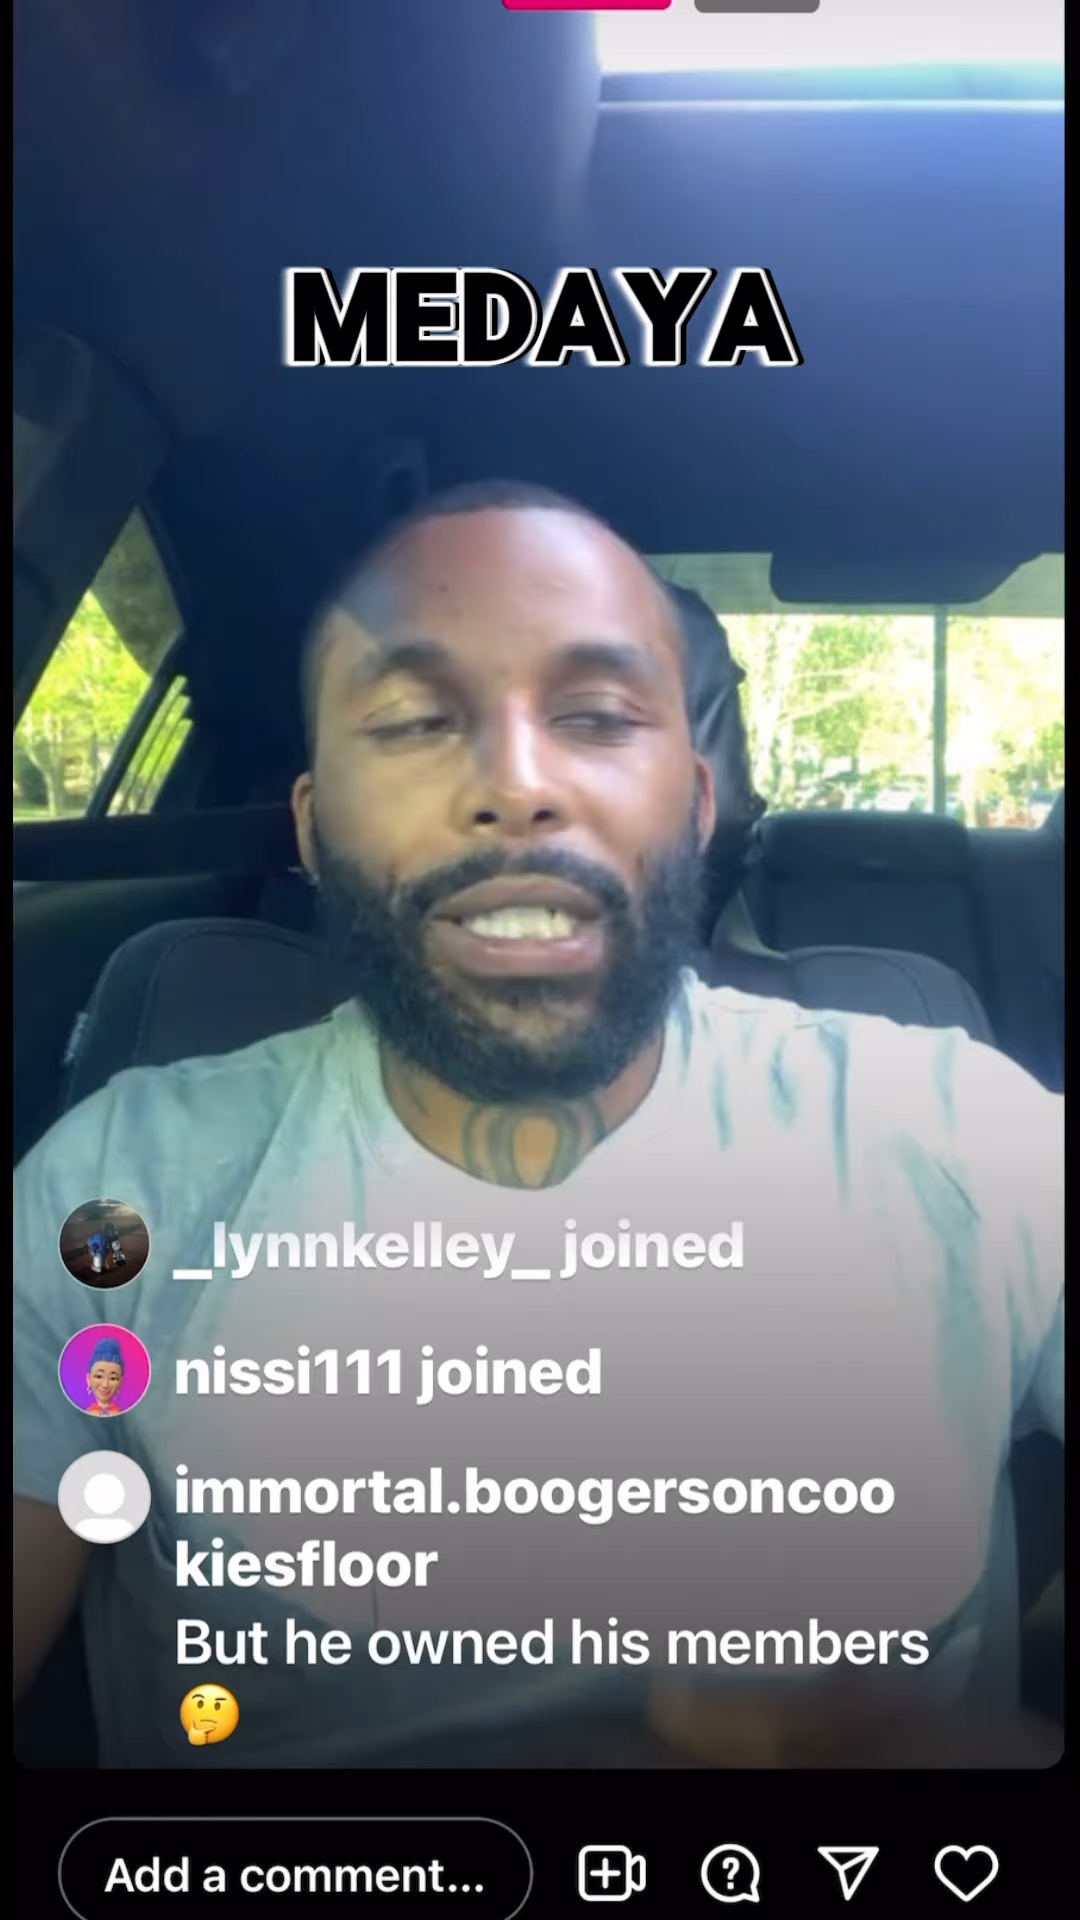 MEDAYA
_lynnkelley_ joined
nissi111 joined
immortal.boogersoncoo
kiesfloor
But he owned his members
🤔
Add a comment...